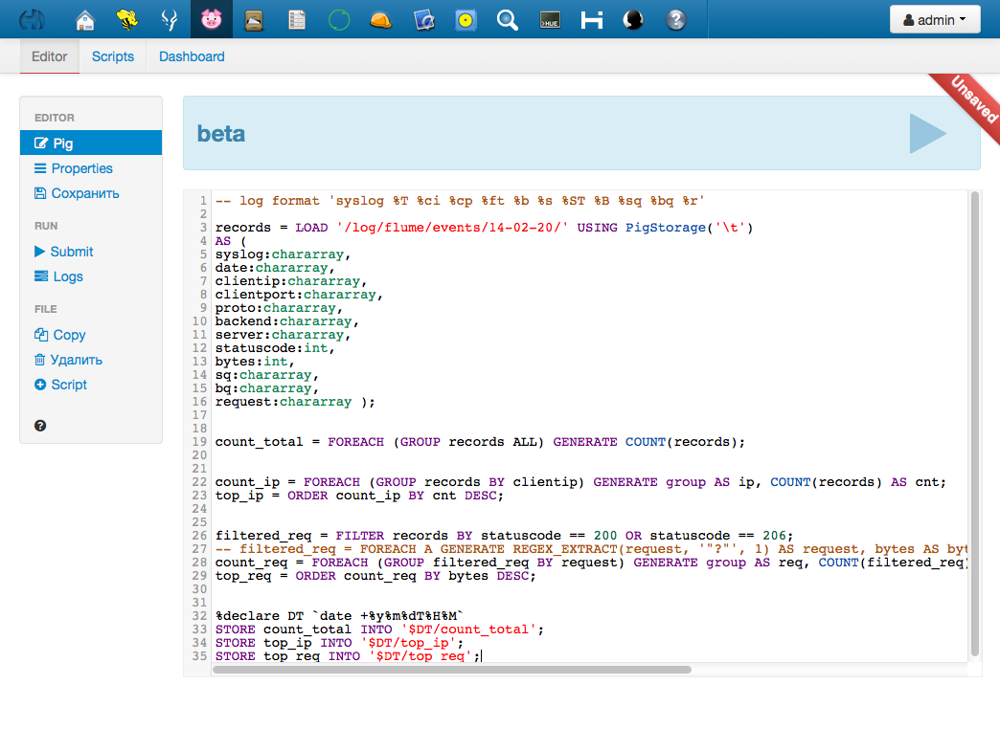 HUE
admin
Editor Scripts Dashboard
Unsaved
EDITOR
Pig
Properties
Сохранить
RUN
Submit
Logs
FILE
Copy
Удалить
Script
beta
1 -- log format 'syslog %T %ci %cp %ft %b %s %ST %B %sq %bq %r'
2
3 records = LOAD '/log/flume/events/14-02-20/' USING PigStorage('\t')
4 AS (
5 syslog:chararray,
6 date:chararray,
7 clientip:chararray,
8 clientport:chararray,
9 proto:chararray,
10 backend:chararray,
11 server:chararray,
12 statuscode:int,
13 bytes:int,
14 sq:chararray,
15 bq:chararray,
16 request:chararray );
17
18
19 count_total = FOREACH (GROUP records ALL) GENERATE COUNT(records);
20
21
22 count_ip = FOREACH (GROUP records BY clientip) GENERATE group AS ip, COUNT(records) AS cnt;
23 top_ip = ORDER count_ip BY cnt DESC;
24
25
26 filtered_req = FILTER records BY statuscode == 200 OR statuscode == 206;
27 -- filtered_req = FOREACH A GENERATE REGEX_EXTRACT(request, '"?"', 1) AS request, bytes AS byt
28 count_req = FOREACH (GROUP filtered_req BY request) GENERATE group AS req, COUNT(filtered_req)
29 top_req = ORDER count_req BY bytes DESC;
30
31
32 %declare DT `date +%y%m%dT%H%M`
33 STORE count_total INTO '$DT/count_total';
34 STORE top_ip INTO '$DT/top_ip';
35 STORE top_req INTO '$DT/top_req';